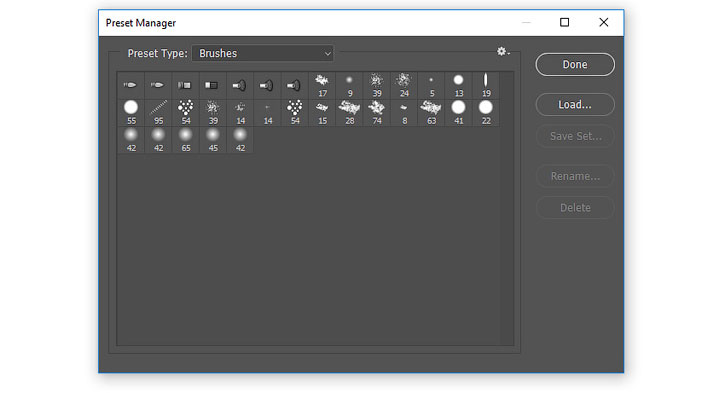 Preset Manager
Preset Type: Brushes
Done
17 9 39 24 5 13 19
Load...
55 95 54 39 14 14 54 15 28 74 8 63 41 22
Save Set...
42 42 65 45 42
Rename...
Delete